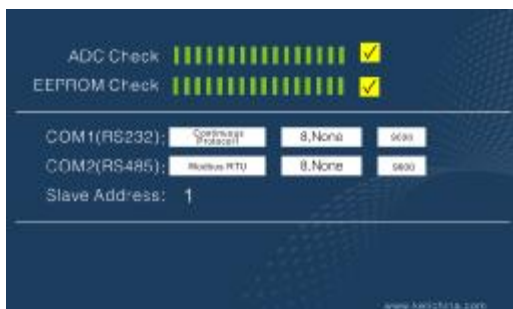 ADC Check
EEPROM Check
COM1(RS232): Continuous Protocol1 8,None 9600
COM2(RS485): Modbus RTU 8,None 9600
Slave Address: 1